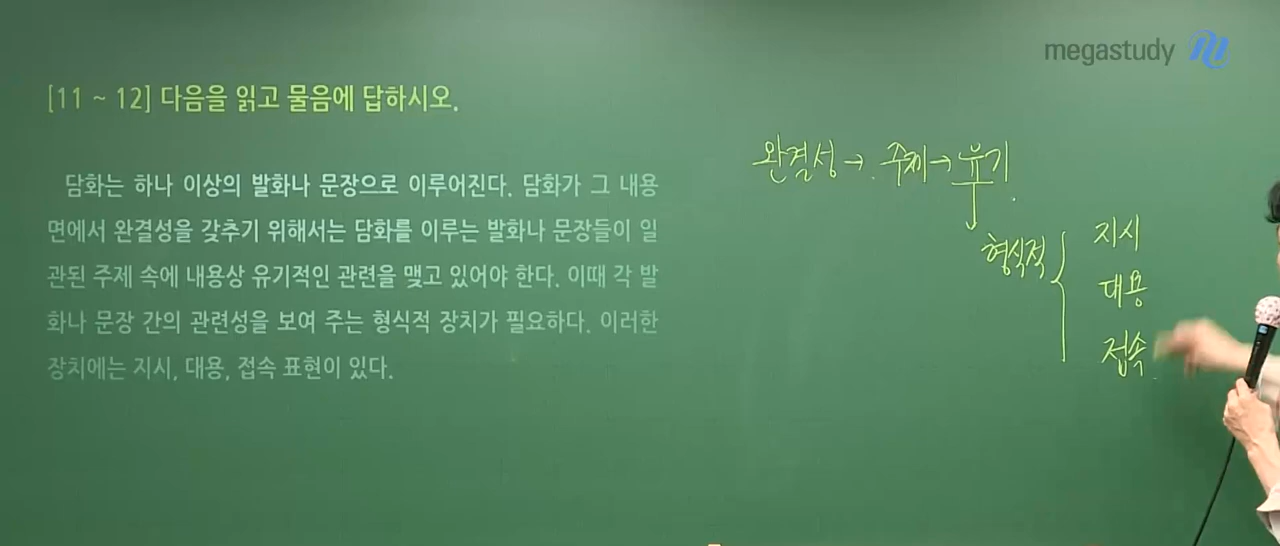 megastudy
[11 ~ 12] 다음을 읽고 물음에 답하시오.
담화는 하나 이상의 발화나 문장으로 이루어진다. 담화가 그 내용
면에서 완결성을 갖추기 위해서는 담화를 이루는 발화나 문장들이 일
관된 주제 속에 내용상 유기적인 관련을 맺고 있어야 한다. 이때 각 발
화나 문장 간의 관련성을 보여 주는 형식적 장치가 필요하다. 이러한
장치에는 지시, 대용, 접속 표현이 있다.
완결성 → 주제 → 유기
형식적
지시
대용
접속